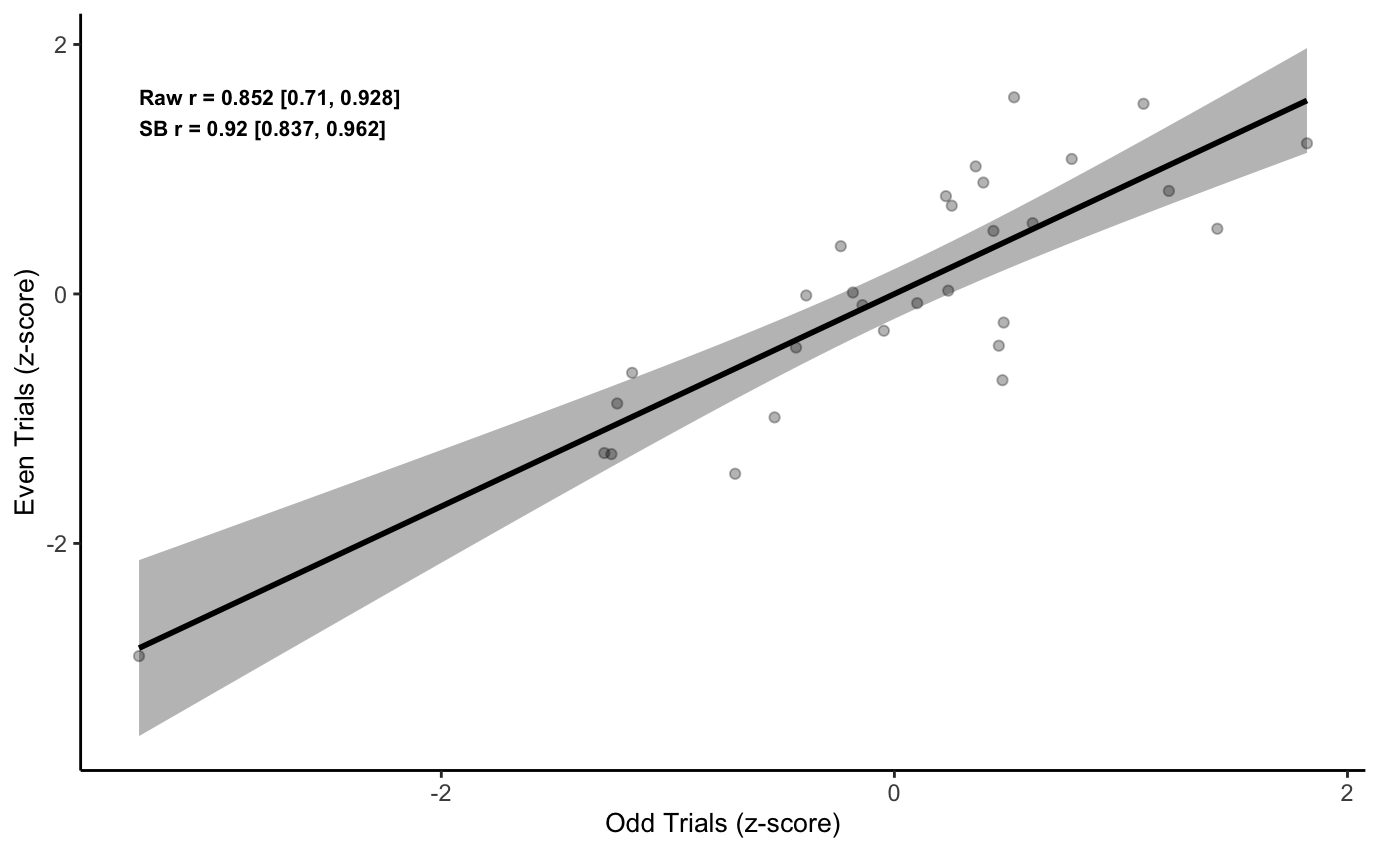 2
Raw r = 0.852 [0.71, 0.928]
SB r = 0.92 [0.837, 0.962]
0
Even Trials (z-score)
-2
-2 0 2
Odd Trials (z-score)